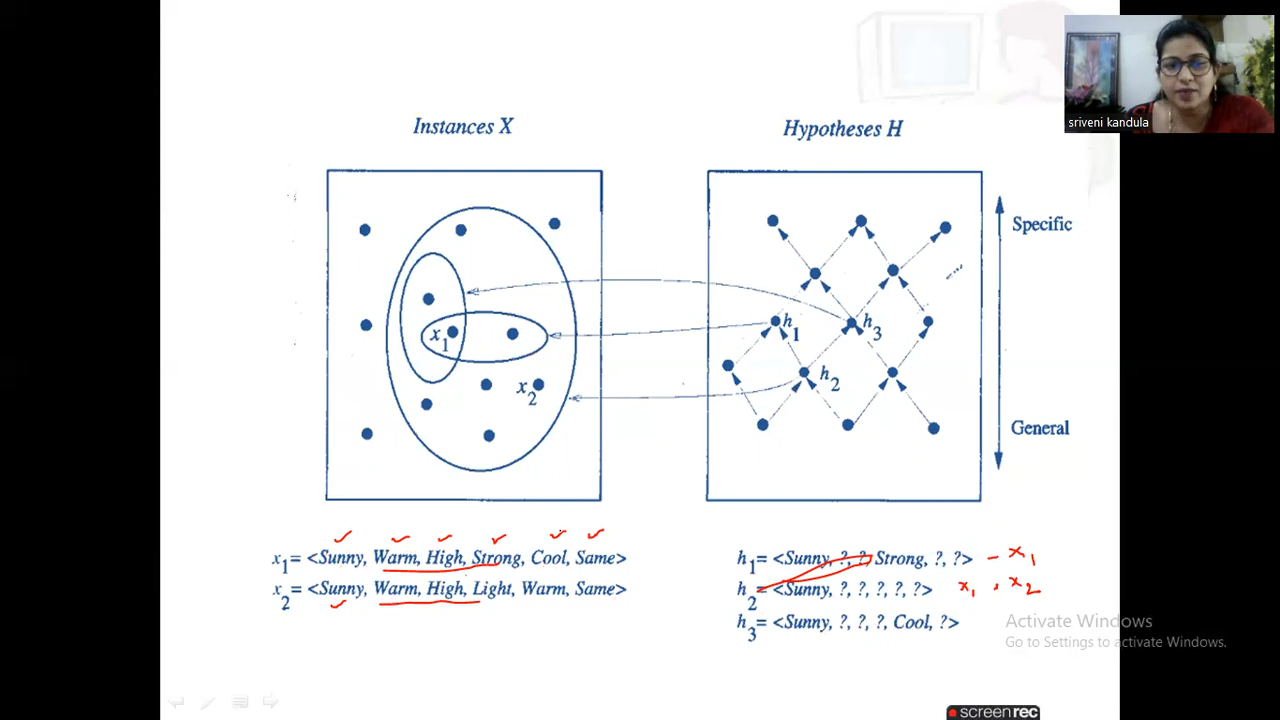 sriveni kandula
Instances X
Hypotheses H
Specific
h1
h3
x1
h2
x2
General
x1= <Sunny, Warm, High, Strong, Cool, Same>
x2= <Sunny, Warm, High, Light, Warm, Same>
h1= <Sunny, ?, ?, Strong, ?, ?> – x1
h2= <Sunny, ?, ?, ?, ?, ?> x1, x2
h3= <Sunny, ?, ?, ?, Cool, ?>
Activate Windows
Go to Settings to activate Windows.
screenrec